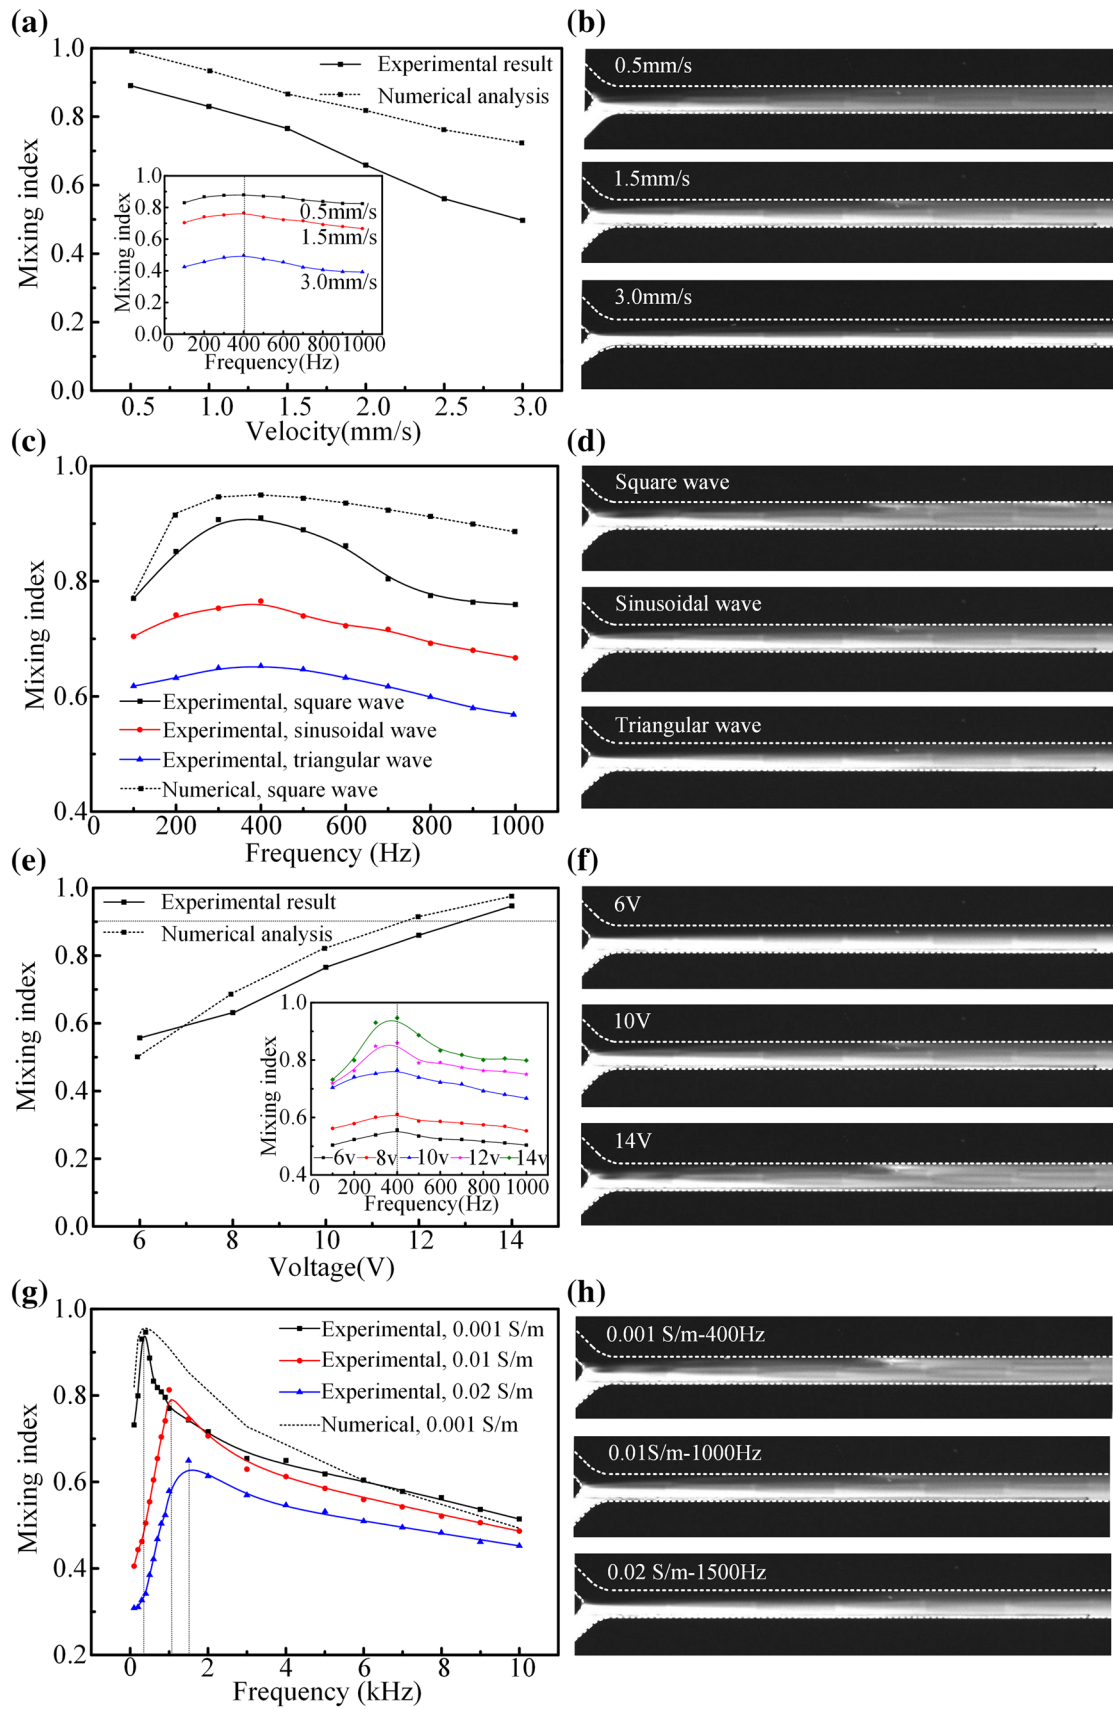 (a)
1.0
0.8
0.6
0.4
0.2
0.0
Mixing index
Experimental result
Numerical analysis
1.0
0.8
0.6
0.4
0.2
0.0
Mixing index
0.5mm/s
1.5mm/s
3.0mm/s
0 200 400 600 800 1000
Frequency(Hz)
0.5 1.0 1.5 2.0 2.5 3.0
Velocity(mm/s)
(b)
0.5mm/s
1.5mm/s
3.0mm/s
(c)
1.0
0.8
0.6
0.4
Mixing index
Experimental, square wave
Experimental, sinusoidal wave
Experimental, triangular wave
Numerical, square wave
0 200 400 600 800 1000
Frequency (Hz)
(d)
Square wave
Sinusoidal wave
Triangular wave
(e)
1.0
0.8
0.6
0.4
0.2
0.0
Mixing index
Experimental result
Numerical analysis
1.0
0.8
0.6
0.4
Mixing index
6v 8v 10v 12v 14v
0 200 400 600 800 1000
Frequency(Hz)
6 8 10 12 14
Voltage(V)
(f)
6V
10V
14V
(g)
1.0
0.8
0.6
0.4
0.2
Mixing index
Experimental, 0.001 S/m
Experimental, 0.01 S/m
Experimental, 0.02 S/m
Numerical, 0.001 S/m
0 2 4 6 8 10
Frequency (kHz)
(h)
0.001 S/m-400Hz
0.01S/m-1000Hz
0.02 S/m-1500Hz